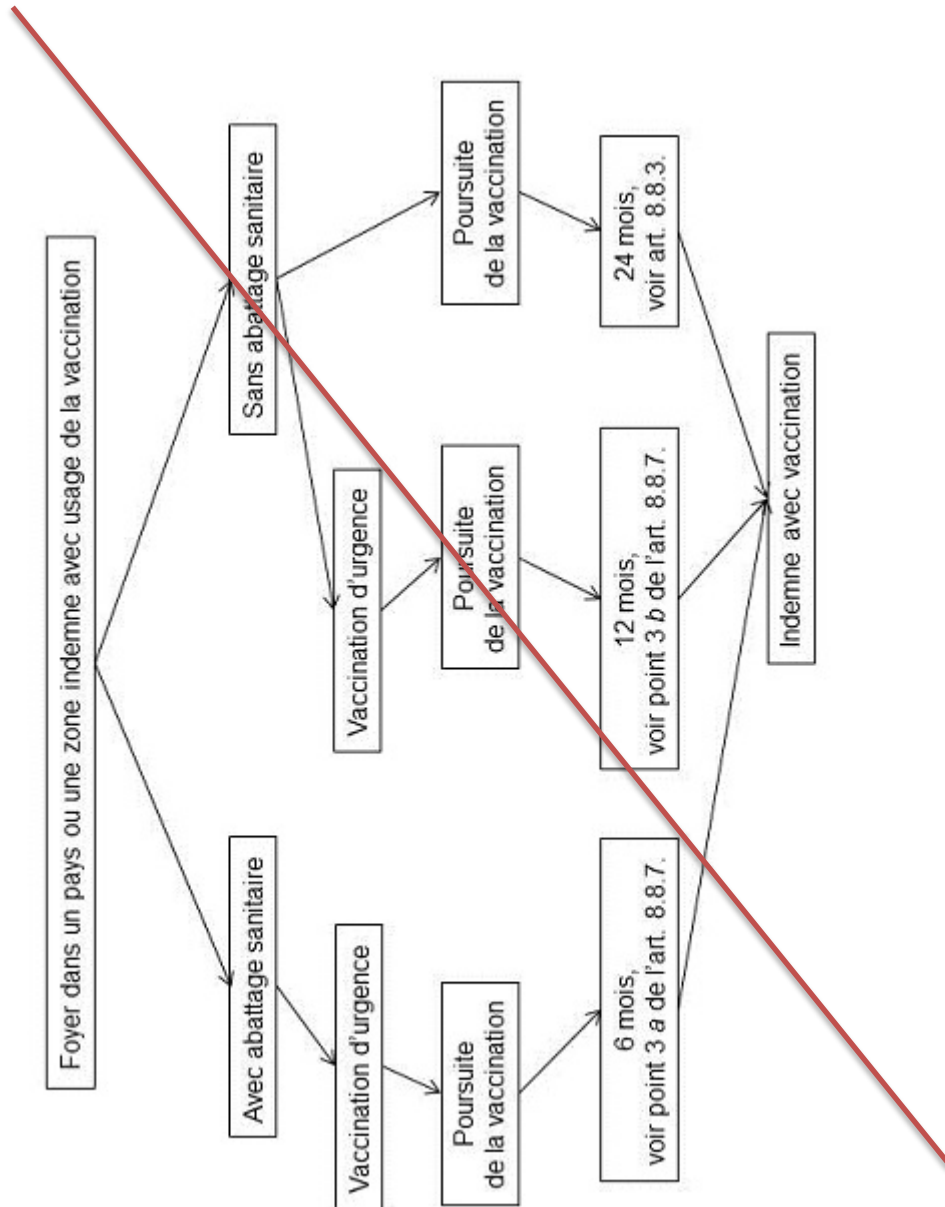 Foyer dans un pays ou une zone indemne avec usage de la vaccination
Avec abattage sanitaire
Sans abattage sanitaire
Vaccination d'urgence
Vaccination d'urgence
Poursuite
de la vaccination
Poursuite
de la vaccination
Poursuite
de la vaccination
6 mois,
voir point 3 a de l'art. 8.8.7.
12 mois,
voir point 3 b de l'art. 8.8.7.
24 mois,
voir art. 8.8.3.
Indemne avec vaccination